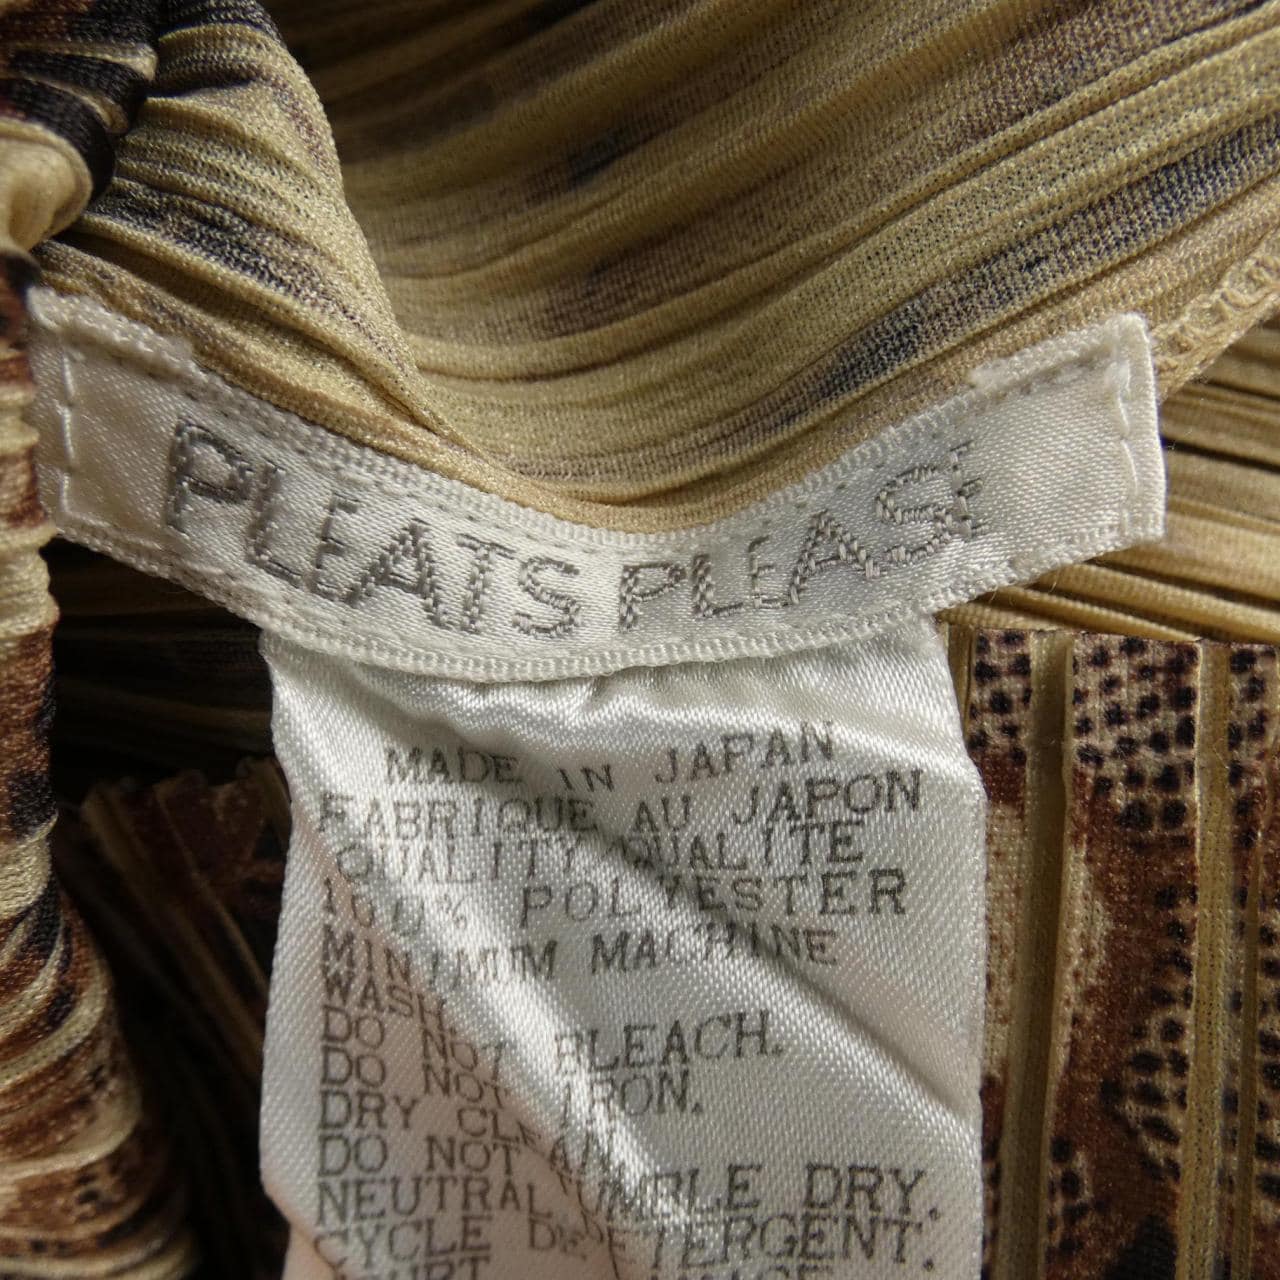 PLEATS PLEASE
MADE IN JAPAN
FABRIQUE AU JAPON
QUALITY QUALITE
100% POLYESTER
MINIMUM MACHINE
WASH.
DO NOT BLEACH.
DO NOT IRON.
DRY CLEAN
DO NOT TUMBLE DRY.
NEUTRAL DETERGENT.
CYCLE